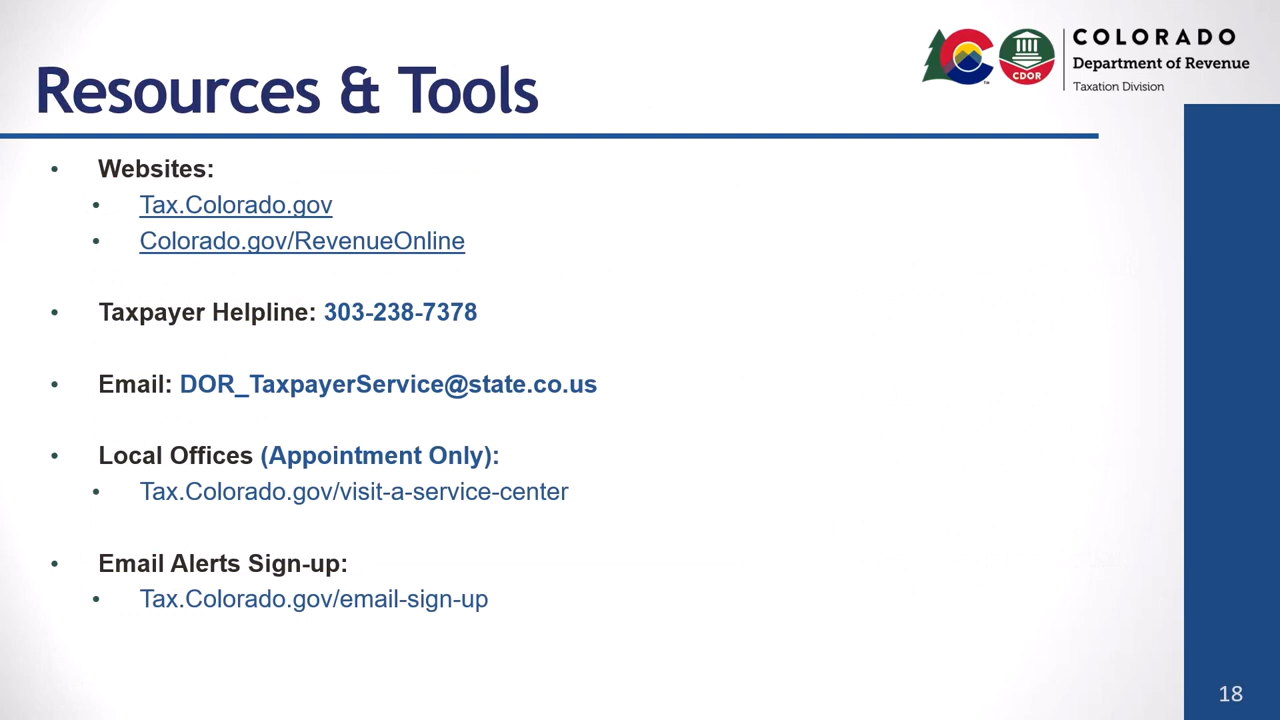 COLORADO
Department of Revenue
Taxation Division
CDOR
Resources & Tools
• Websites:
• Tax.Colorado.gov
• Colorado.gov/RevenueOnline
• Taxpayer Helpline: 303-238-7378
• Email: DOR_TaxpayerService@state.co.us
• Local Offices (Appointment Only):
• Tax.Colorado.gov/visit-a-service-center
• Email Alerts Sign-up:
• Tax.Colorado.gov/email-sign-up
18